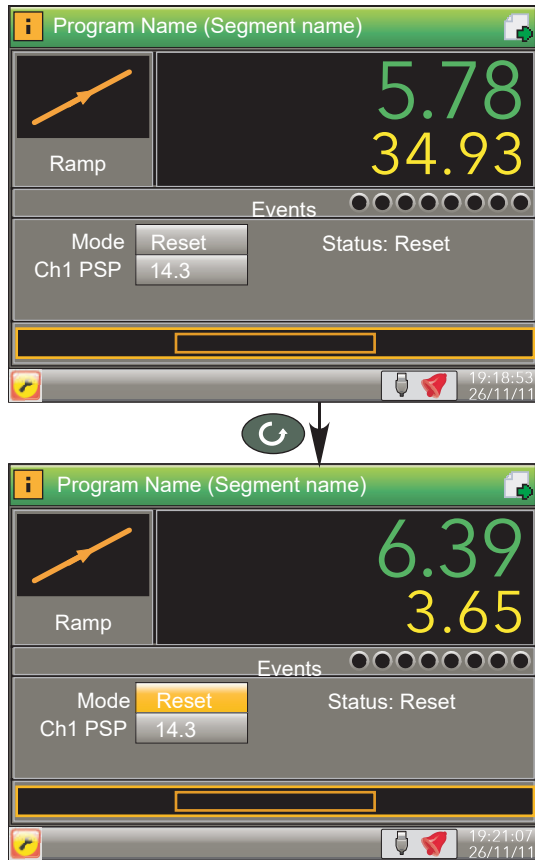 Program Name (Segment name)
5.78
34.93
Ramp
Events
Mode Reset Status: Reset
Ch1 PSP 14.3
19:18:53
26/11/11
Program Name (Segment name)
6.39
3.65
Ramp
Events
Mode Reset Status: Reset
Ch1 PSP 14.3
19:21:07
26/11/11